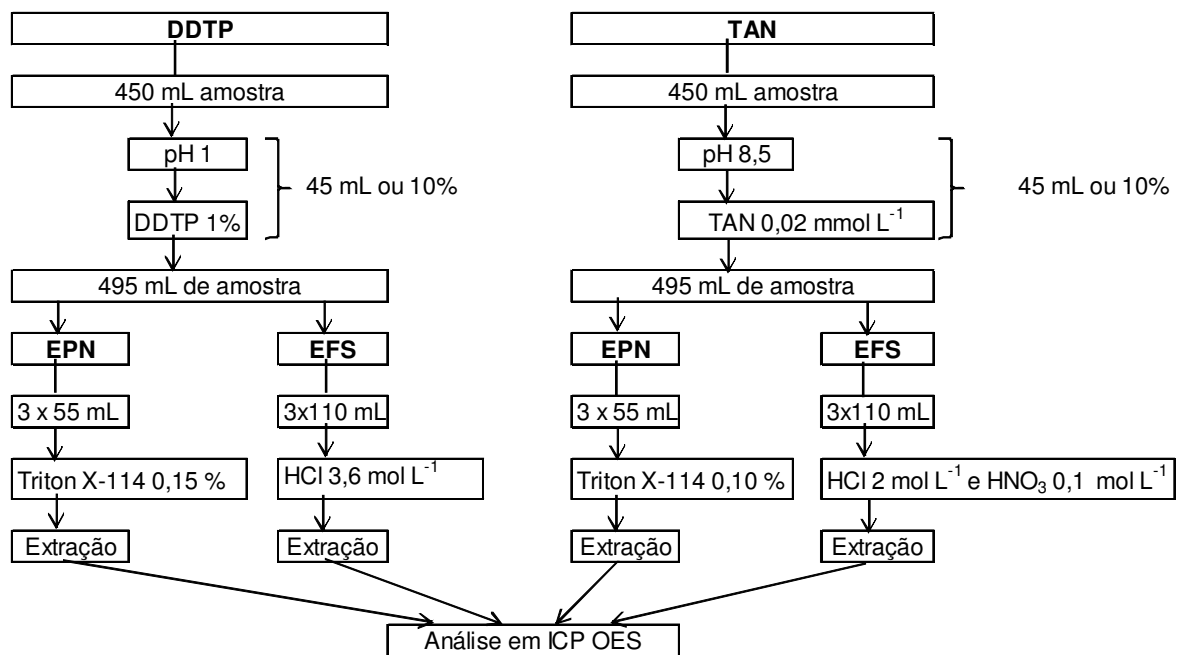 DDTP
TAN
450 mL amostra
450 mL amostra
pH 1
pH 8,5
45 mL ou 10%
45 mL ou 10%
DDTP 1%
TAN 0,02 mmol L⁻¹
495 mL de amostra
495 mL de amostra
EPN
EFS
EPN
EFS
3 x 55 mL
3x110 mL
3 x 55 mL
3x110 mL
Triton X-114 0,15 %
HCl 3,6 mol L⁻¹
Triton X-114 0,10 %
HCl 2 mol L⁻¹ e HNO₃ 0,1 mol L⁻¹
Extração
Extração
Extração
Extração
Análise em ICP OES